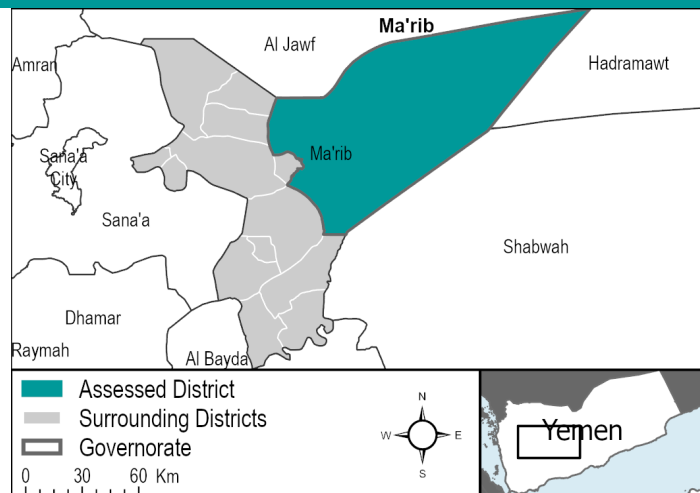 Ma'rib
Al Jawf
Amran
Hadramawt
Sana'a
City
Ma'rib
Sana'a
Shabwah
Dhamar
Raymah
Al Bayda
Assessed District
Surrounding Districts
Governorate
0 30 60 Km
N
W E
S
Yemen